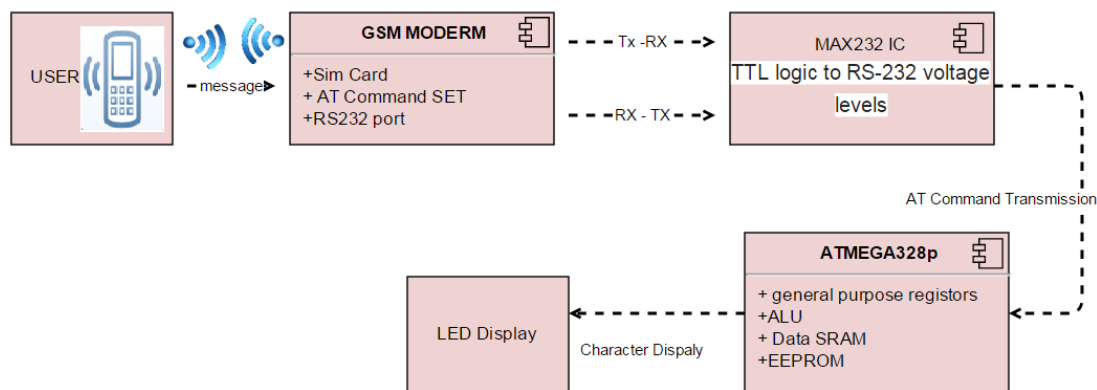 USER
message
GSM MODERM
+Sim Card
+ AT Command SET
+RS232 port
Tx -RX
RX - TX
MAX232 IC
TTL logic to RS-232 voltage
levels
AT Command Transmission
ATMEGA328p
+ general purpose registors
+ALU
+ Data SRAM
+EEPROM
Character Dispaly
LED Display